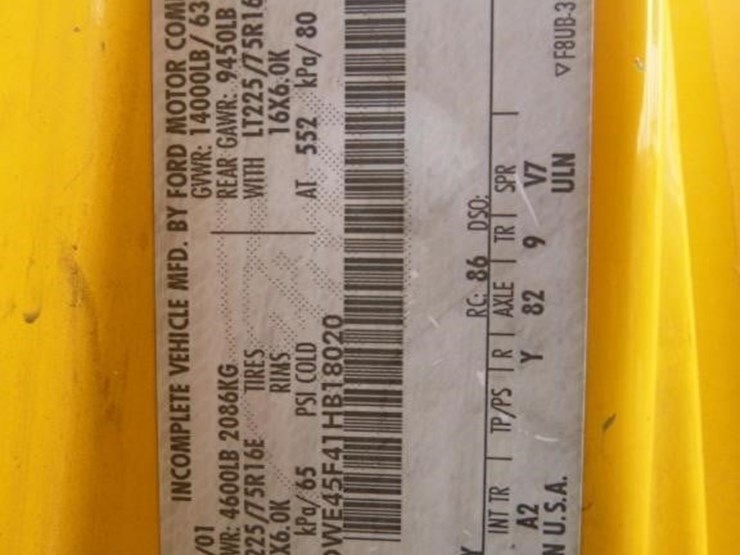 INCOMPLETE VEHICLE MFD. BY FORD MOTOR COM
/01 GVWR: 14000LB/ 63
WR: 4600LB 2086KG REAR GAWR: 9450LB
225/75R16E TIRES WITH LT225/75R16
X6.0K RIMS 16X6.0K
kPa/ 65 PSI COLD AT 552 kPa/ 80
WE45F41HB18020
RC: 86 DSO:
INT TR TP/PS R AXLE TR SPR
A2 Y 82 9 V7
N U.S.A. ULN
▽ F8UB-3